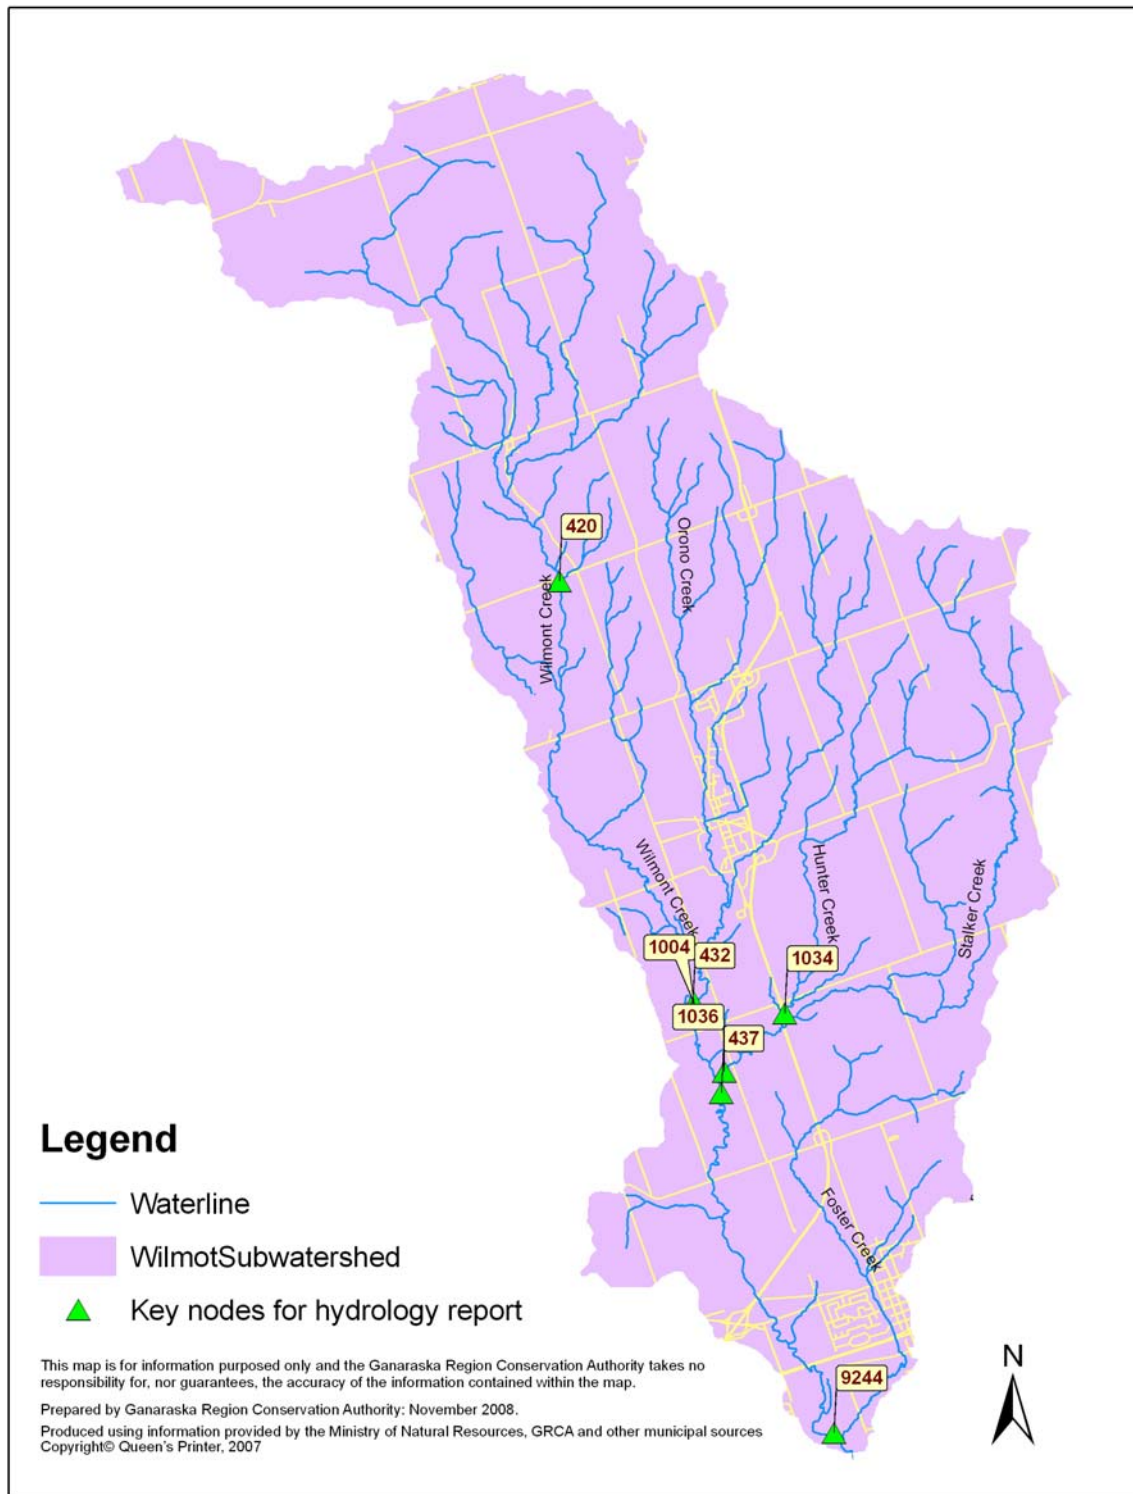 420
Wilmont Creek
Orono Creek
Wilmont Creek
Hunter Creek
Stalker Creek
1004
432
1034
1036
437
Foster Creek
9244
Legend
Waterline
WilmotSubwatershed
Key nodes for hydrology report
This map is for information purposed only and the Ganaraska Region Conservation Authority takes no
responsibility for, nor guarantees, the accuracy of the information contained within the map.
Prepared by Ganaraska Region Conservation Authority: November 2008.
Produced using information provided by the Ministry of Natural Resources, GRCA and other municipal sources
Copyright© Queen's Printer, 2007
N